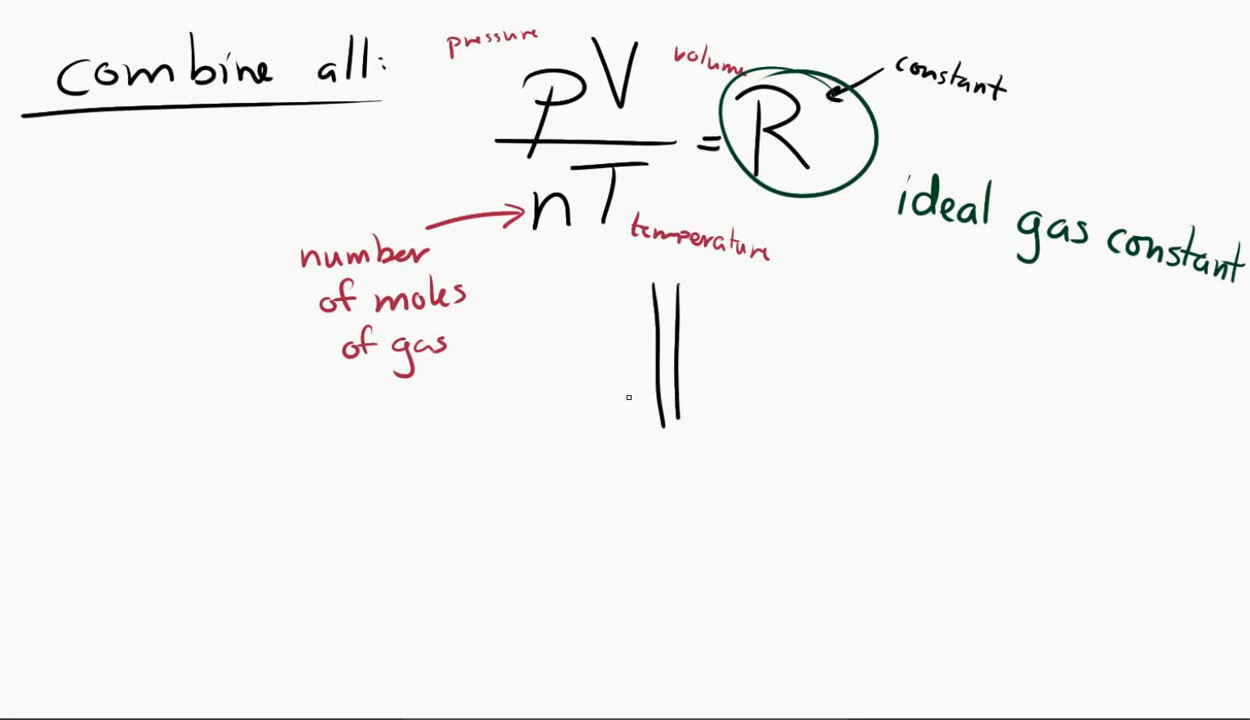 combine all:
pressure
volume
pV
= R
nT
constant
ideal gas constant
temperature
number
of moles
of gas